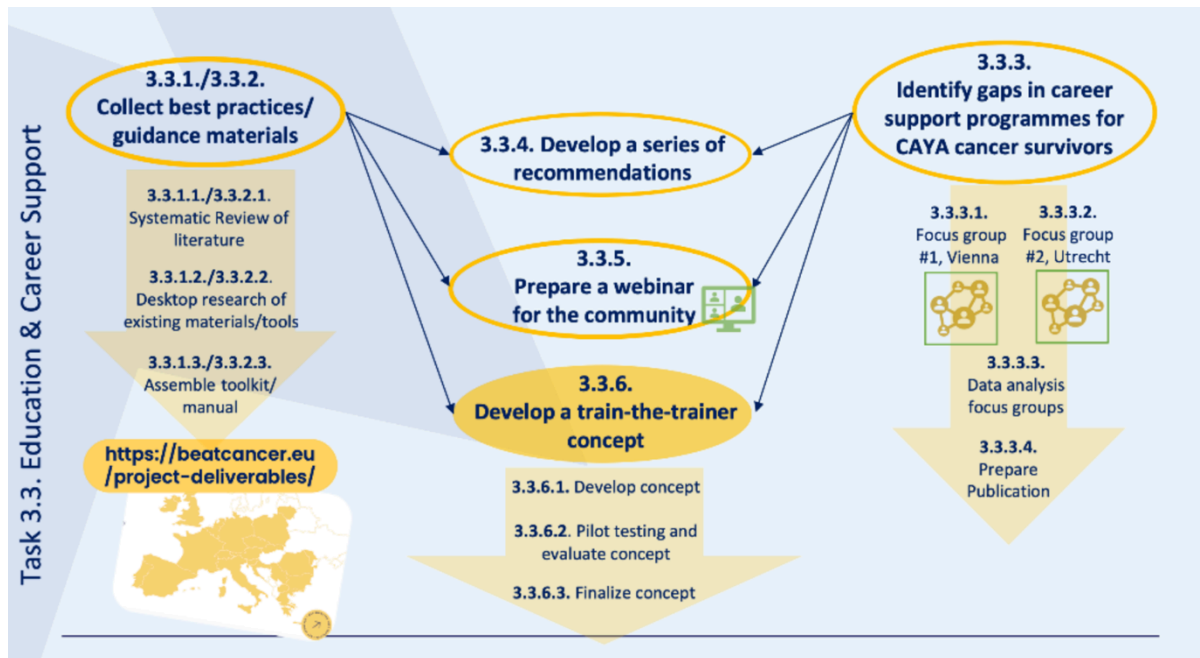 Task 3.3. Education & Career Support
3.3.1./3.3.2.
Collect best practices/
guidance materials
3.3.1.1./3.3.2.1.
Systematic Review of
literature
3.3.1.2./3.3.2.2.
Desktop research of
existing materials/tools
3.3.1.3./3.3.2.3.
Assemble toolkit/
manual
https://beatcancer.eu
/project-deliverables/
3.3.4. Develop a series of
recommendations
3.3.5.
Prepare a webinar
for the community
3.3.6.
Develop a train-the-trainer
concept
3.3.6.1. Develop concept
3.3.6.2. Pilot testing and
evaluate concept
3.3.6.3. Finalize concept
3.3.3.
Identify gaps in career
support programmes for
CAYA cancer survivors
3.3.3.1.
Focus group
#1, Vienna
3.3.3.2.
Focus group
#2, Utrecht
3.3.3.3.
Data analysis
focus groups
3.3.3.4.
Prepare
Publication